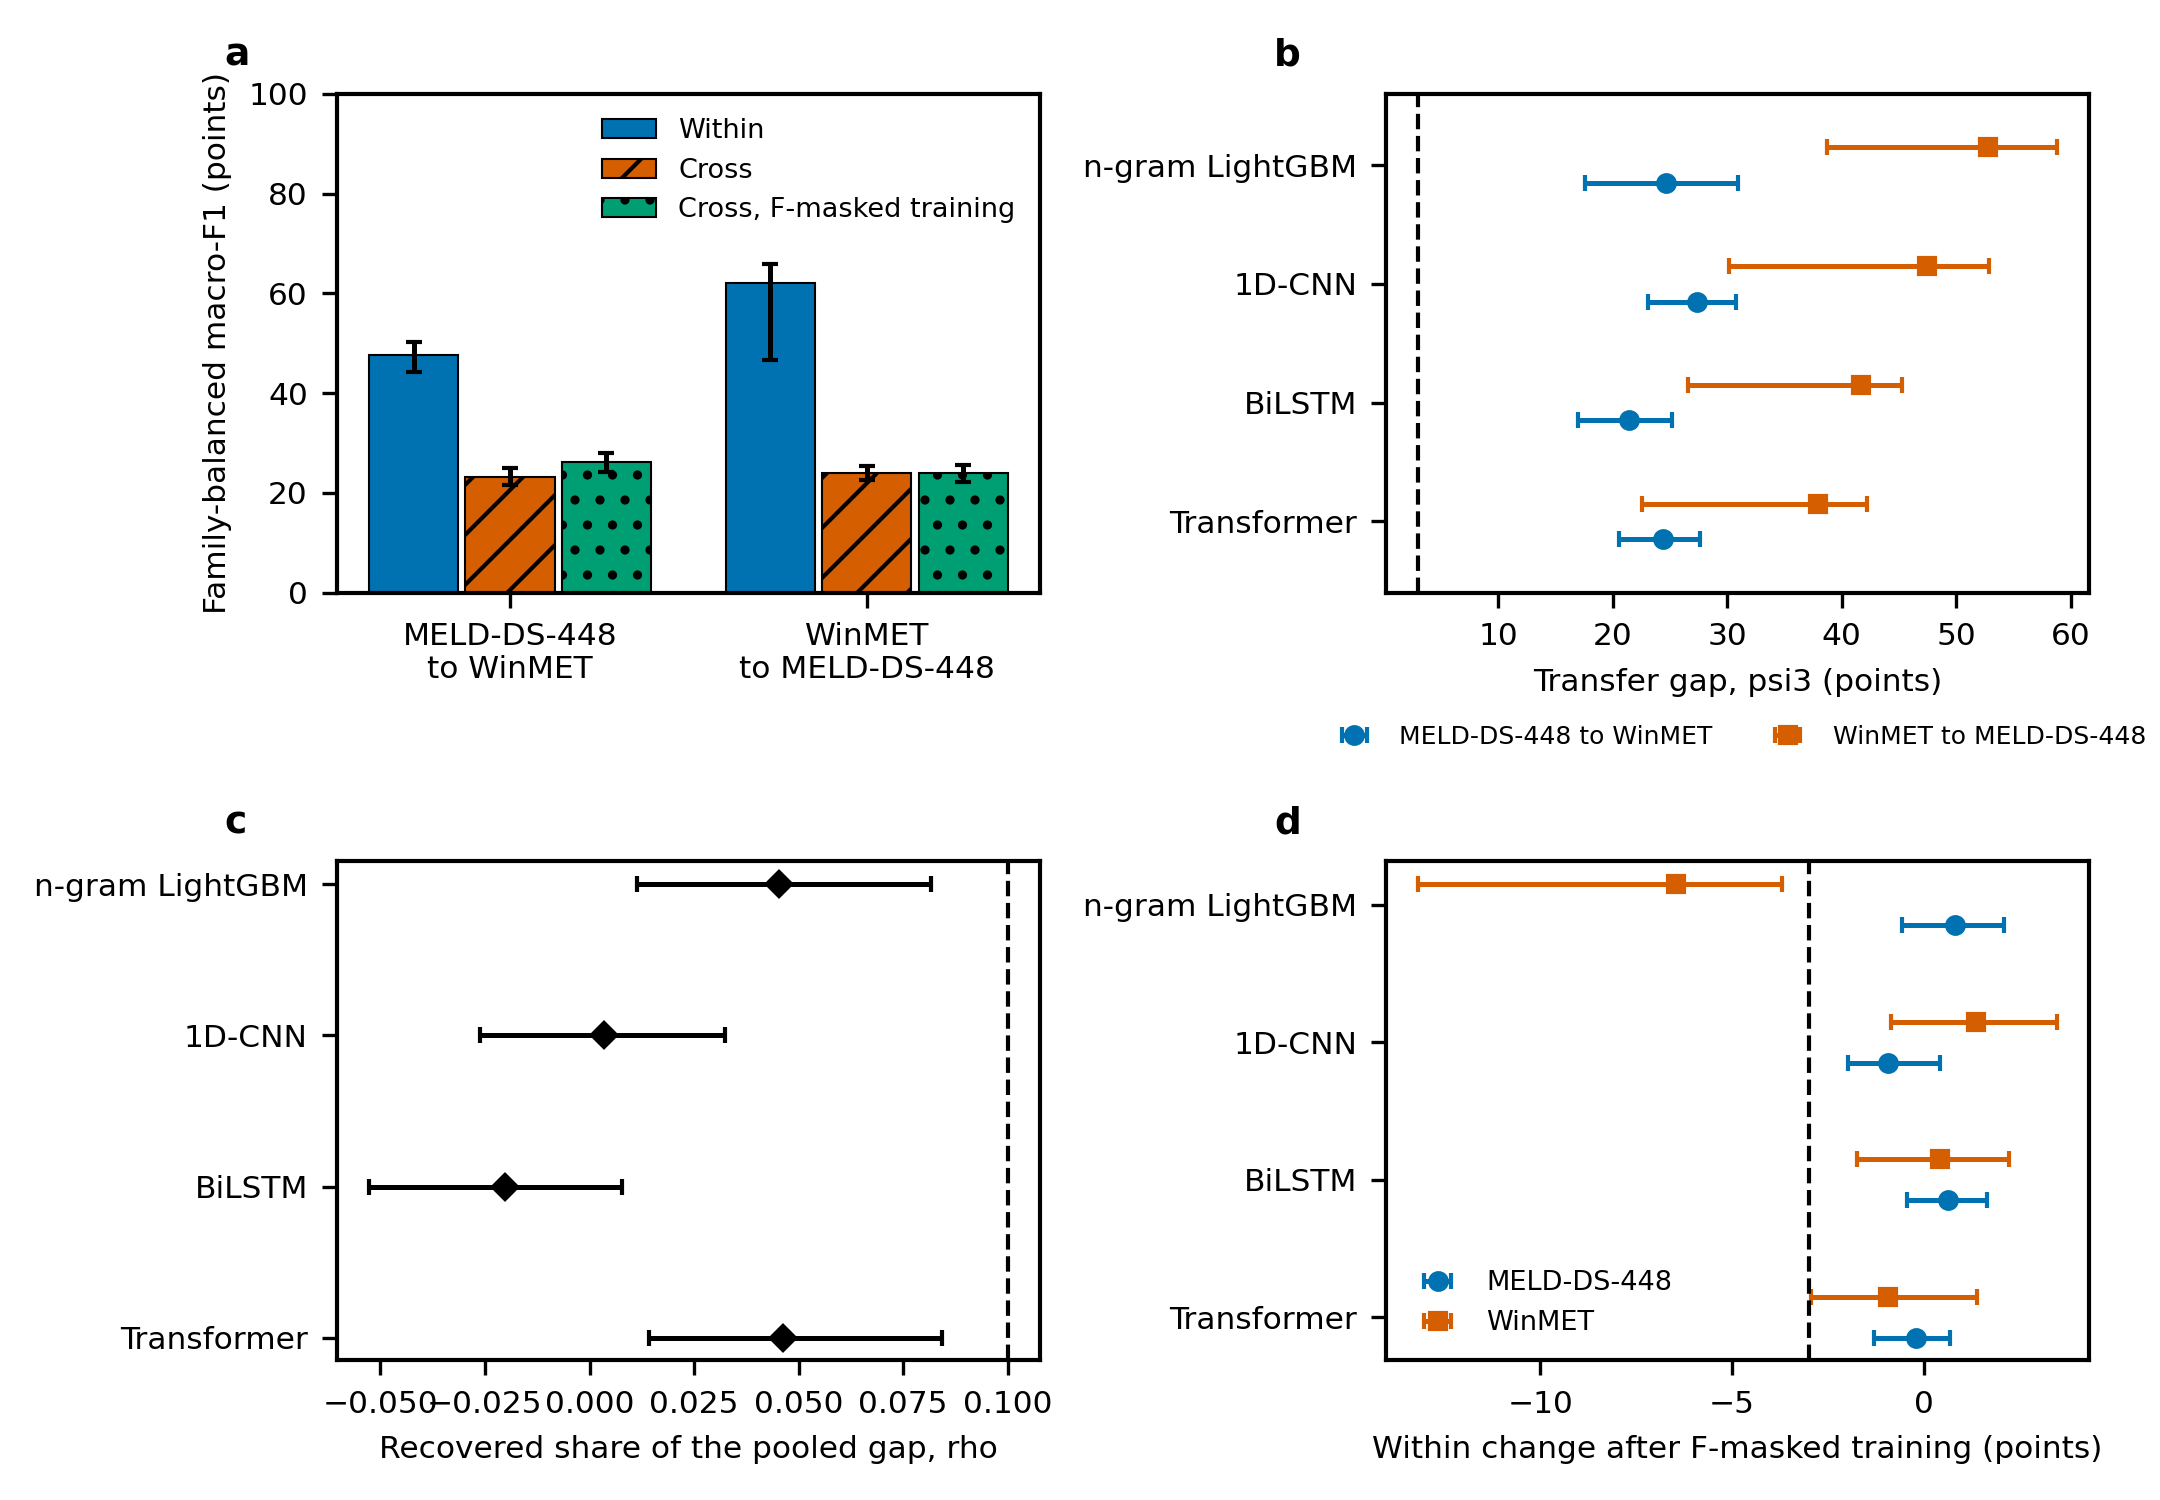 a
Family-balanced macro-F1 (points)
100
80
60
40
20
0
Within
Cross
Cross, F-masked training
MELD-DS-448
to WinMET
WinMET
to MELD-DS-448
b
n-gram LightGBM
1D-CNN
BiLSTM
Transformer
10 20 30 40 50 60
Transfer gap, psi3 (points)
MELD-DS-448 to WinMET WinMET to MELD-DS-448
c
n-gram LightGBM
1D-CNN
BiLSTM
Transformer
−0.050 −0.025 0.000 0.025 0.050 0.075 0.100
Recovered share of the pooled gap, rho
d
n-gram LightGBM
1D-CNN
BiLSTM
Transformer
MELD-DS-448
WinMET
−10 −5 0
Within change after F-masked training (points)